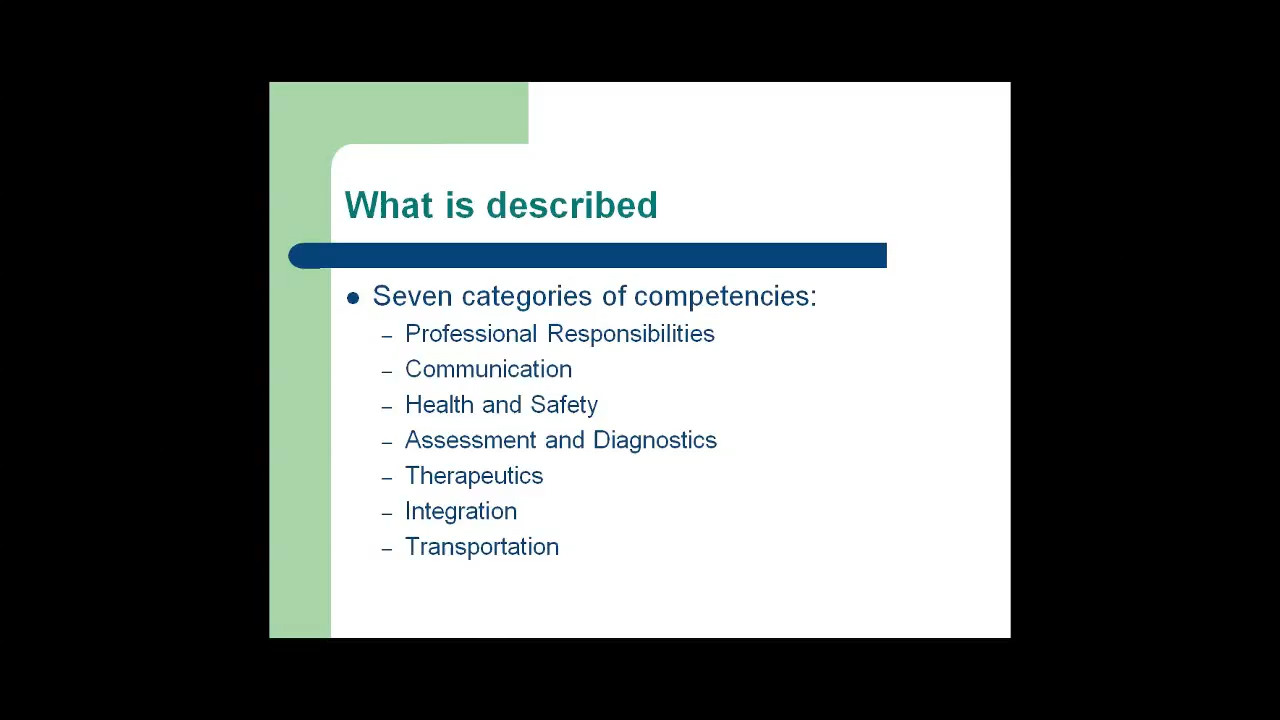 What is described
● Seven categories of competencies:
– Professional Responsibilities
– Communication
– Health and Safety
– Assessment and Diagnostics
– Therapeutics
– Integration
– Transportation